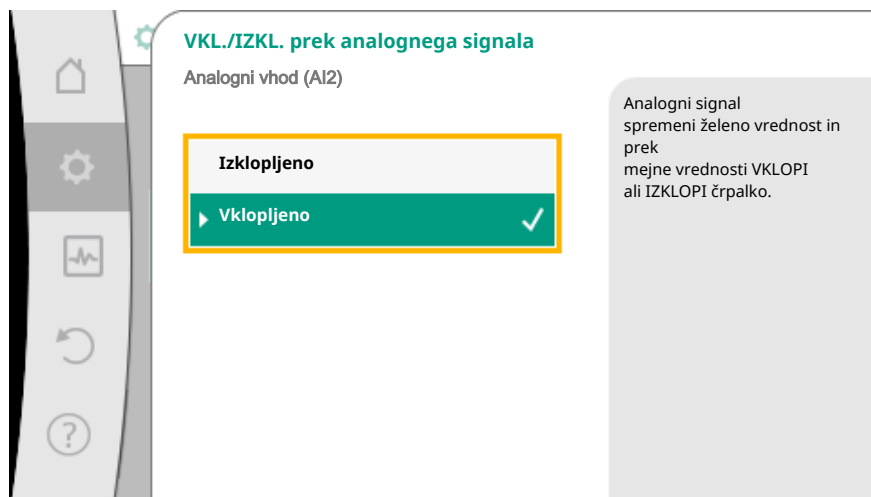 VKL./IZKL. prek analognega signala
Analogni vhod (AI2)
Izklopljeno
Vklopljeno
Analogni signal
spremeni želeno vrednost in
prek
mejne vrednosti VKLOPI
ali IZKLOPI črpalko.